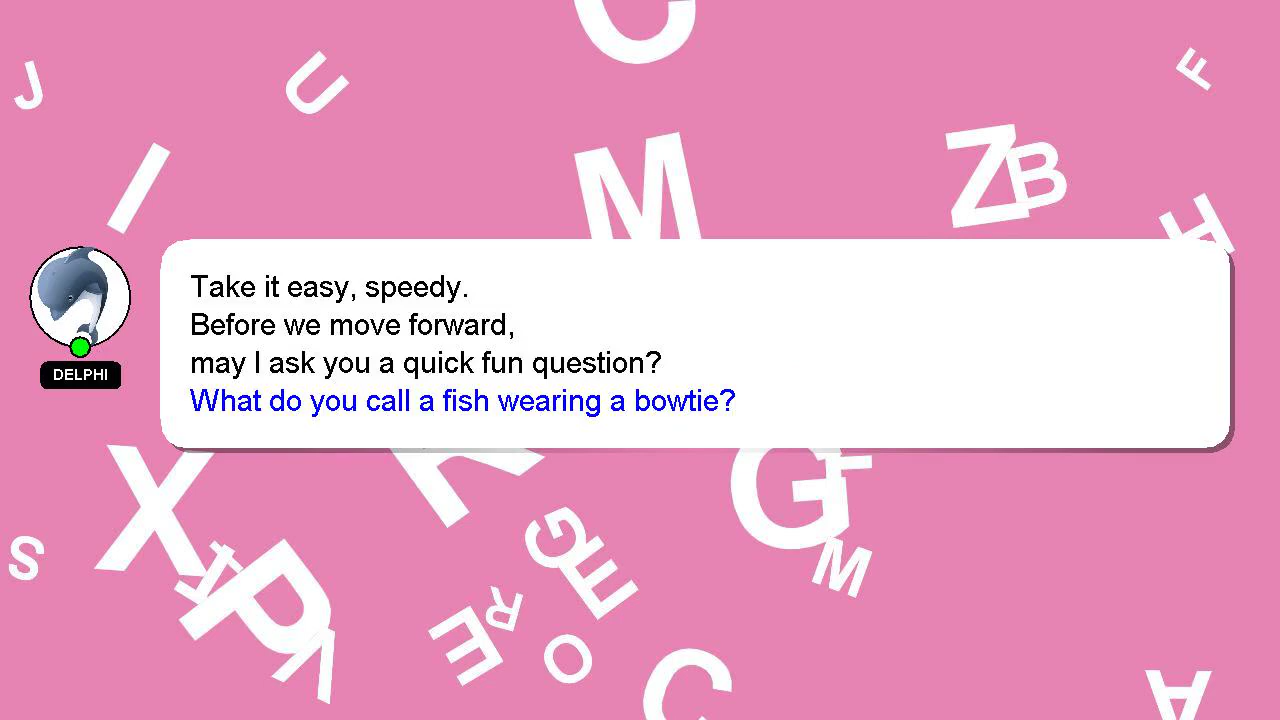 C
J
U
F
I
M
Z
B
H
DELPHI
Take it easy, speedy.
Before we move forward,
may I ask you a quick fun question?
What do you call a fish wearing a bowtie?
X
G
S
G
E
M
P
V
E
R
O
C
A